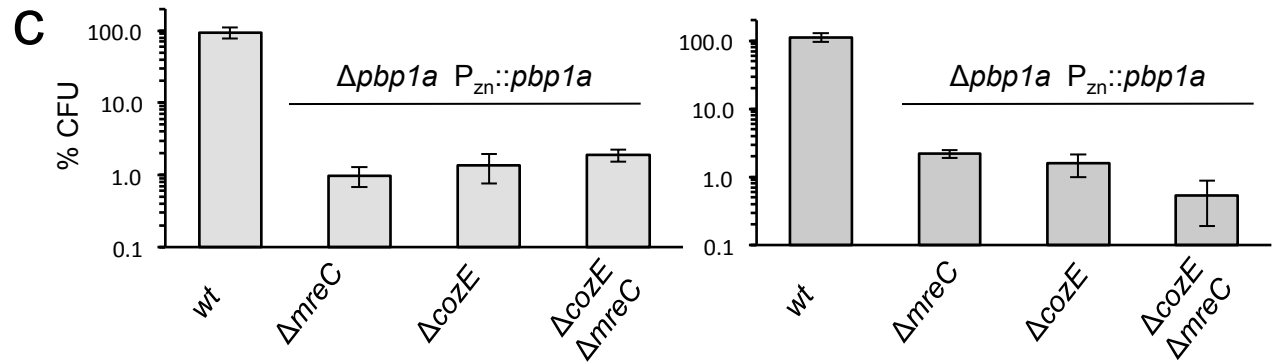 C
% CFU
100.0
10.0
1.0
0.1
Δpbp1a Pzn::pbp1a
wt
ΔmreC
ΔcozE
ΔcozE
ΔmreC
100.0
10.0
1.0
0.1
Δpbp1a Pzn::pbp1a
wt
ΔmreC
ΔcozE
ΔcozE
ΔmreC